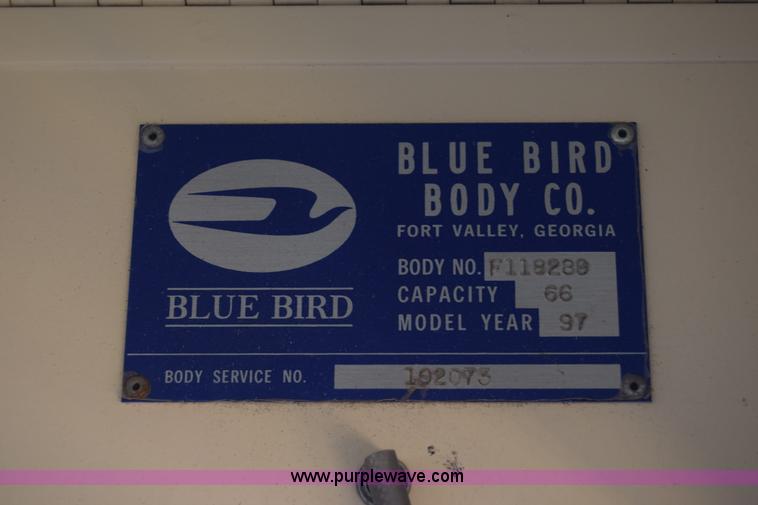 BLUE BIRD
BODY CO.
FORT VALLEY, GEORGIA
BODY NO. F118280
CAPACITY 66
MODEL YEAR 97
BLUE BIRD
BODY SERVICE NO. 102073
www.purplewave.com